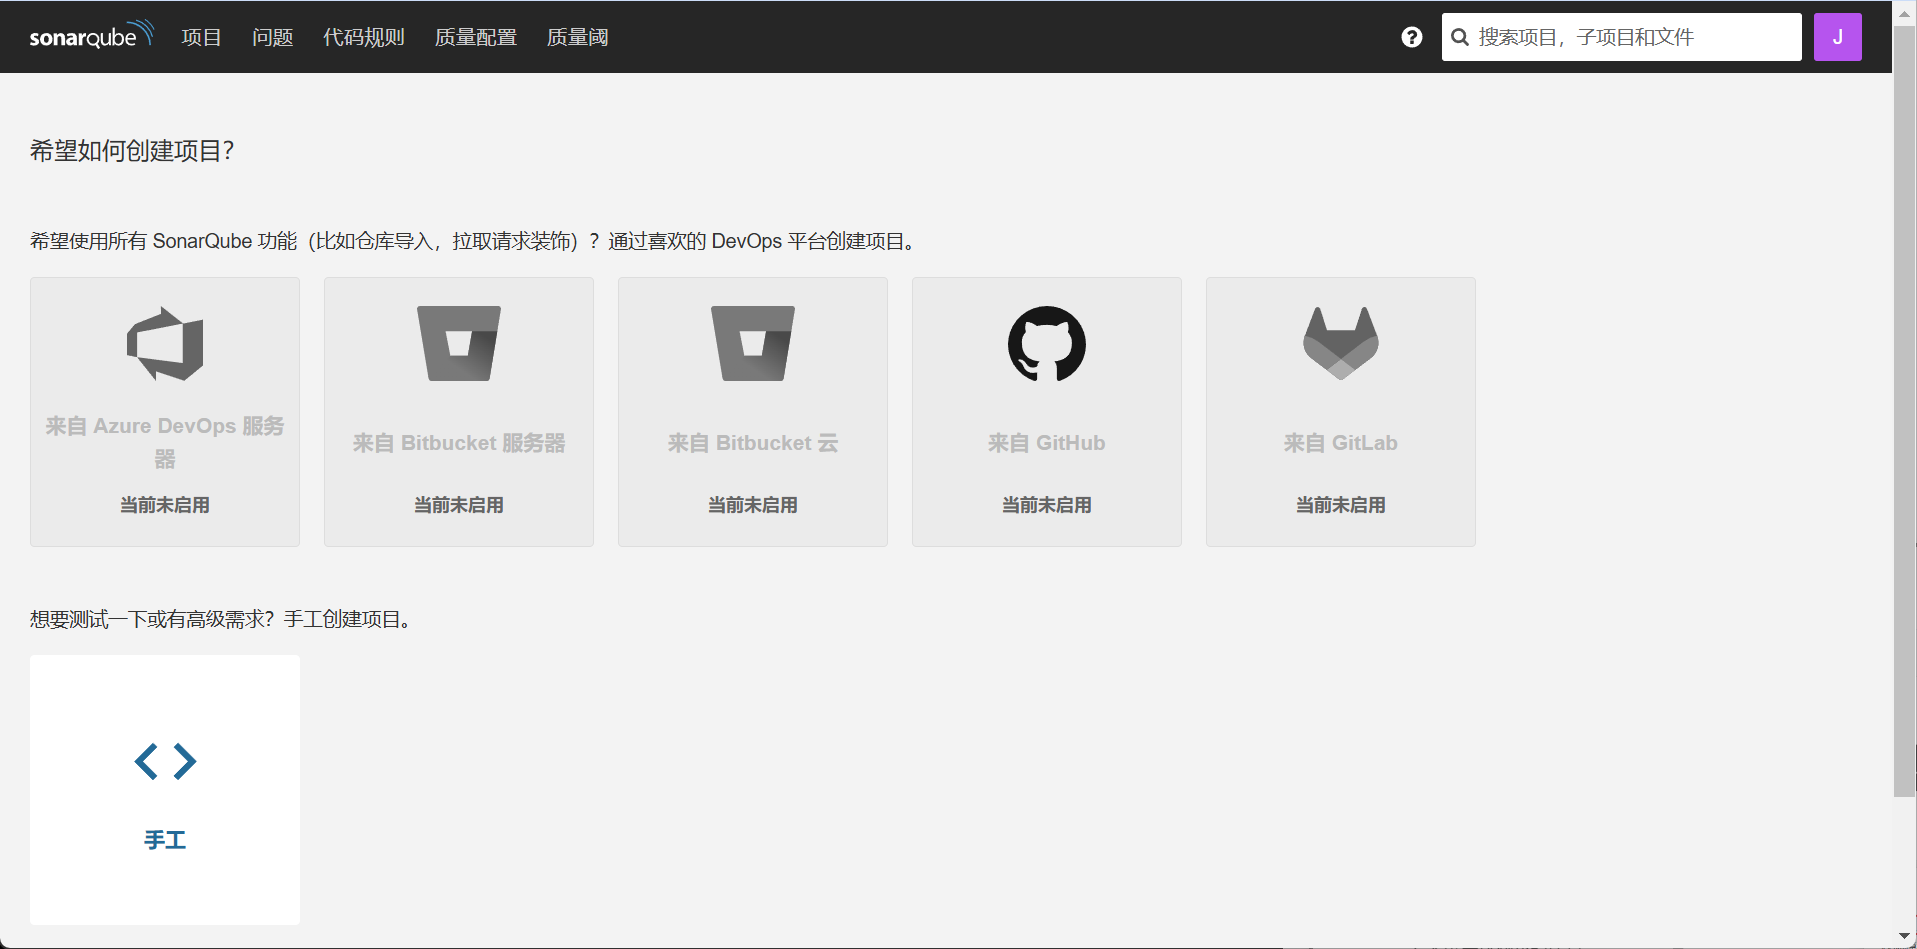 sonarqube 项目 问题 代码规则 质量配置 质量阈 ? 搜索项目，子项目和文件 J
希望如何创建项目?
希望使用所有 SonarQube 功能（比如仓库导入，拉取请求装饰）？通过喜欢的 DevOps 平台创建项目。
来自 Azure DevOps 服务
器
当前未启用
来自 Bitbucket 服务器
当前未启用
来自 Bitbucket 云
当前未启用
来自 GitHub
当前未启用
来自 GitLab
当前未启用
想要测试一下或有高级需求？手工创建项目。
手工